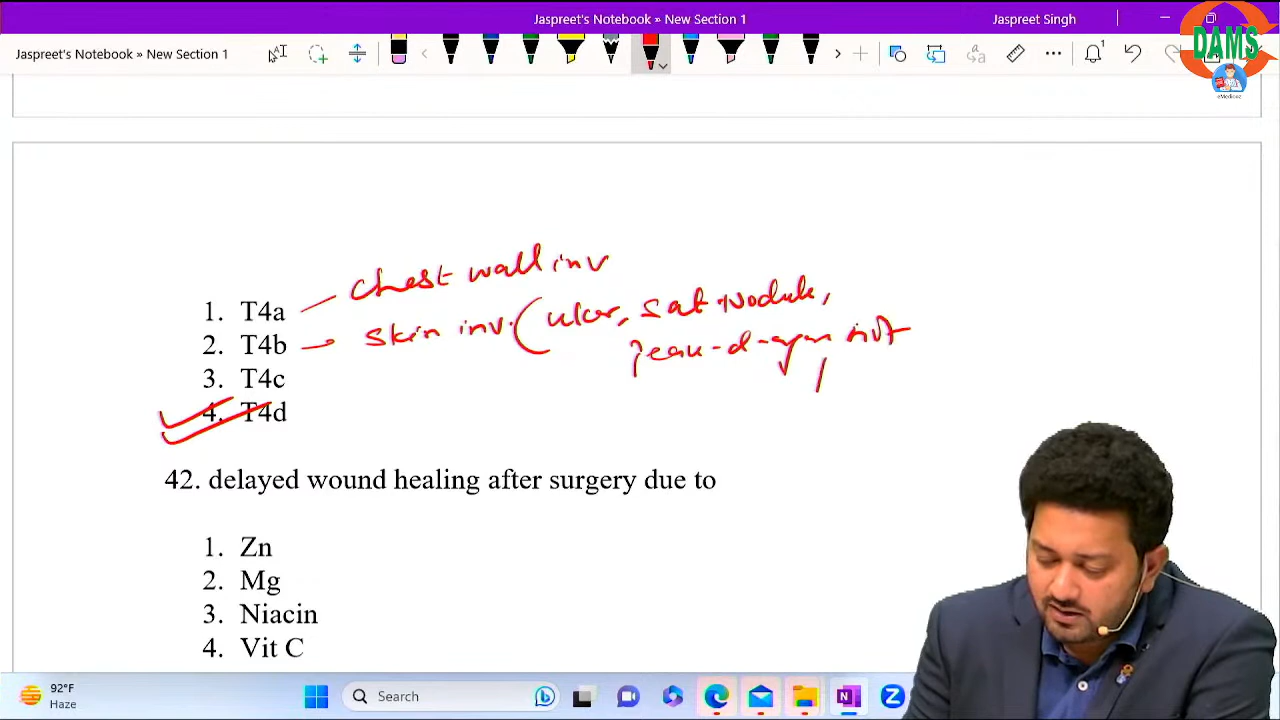 Jaspreet's Notebook » New Section 1
Jaspreet Singh
Jaspreet's Notebook » New Section 1
DAMS
eMedicoz
chest wall inv
1. T4a
skin inv. (ulcer, sat Nodule,
2. T4b
peau-d-
3. T4c
4. T4d
42. delayed wound healing after surgery due to
1. Zn
2. Mg
3. Niacin
4. Vit C
92°F
Haze
Search